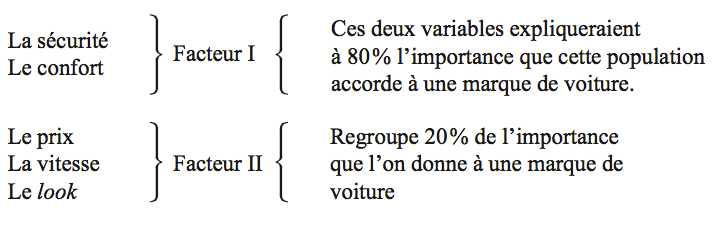 La sécurité
Le confort
Facteur I
Ces deux variables expliqueraient
à 80% l’importance que cette population
accorde à une marque de voiture.
Le prix
La vitesse
Le look
Facteur II
Regroupe 20% de l’importance
que l’on donne à une marque de
voiture